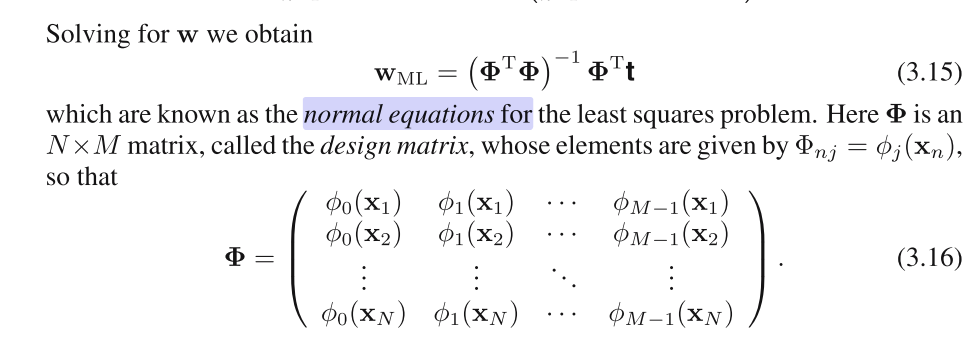 Solving for w we obtain
w_ML = (Φ^T Φ)^{-1} Φ^T t (3.15)
which are known as the normal equations for the least squares problem. Here Φ is an
N×M matrix, called the design matrix, whose elements are given by Φ_{nj} = ϕ_j(x_n),
so that
ϕ_0(x_1) ϕ_1(x_1) ⋯ ϕ_{M−1}(x_1)
ϕ_0(x_2) ϕ_1(x_2) ⋯ ϕ_{M−1}(x_2)
Φ = ⋮ ⋮ ⋱ ⋮ . (3.16)
ϕ_0(x_N) ϕ_1(x_N) ⋯ ϕ_{M−1}(x_N)